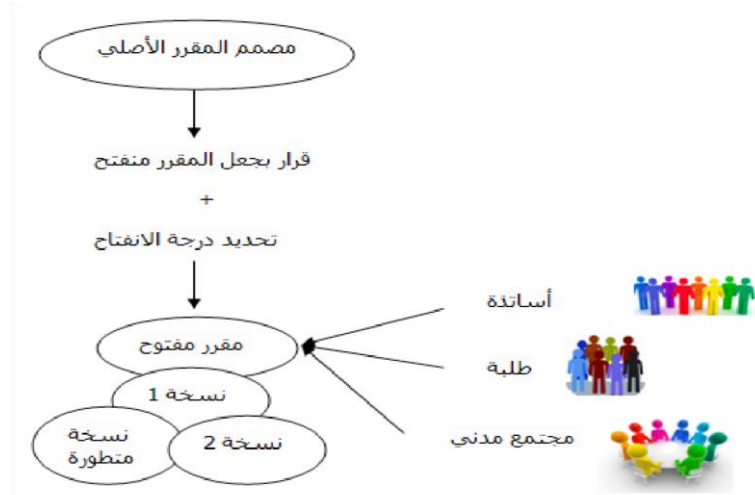 مصمم المقرر الأصلي
قرار بجعل المقرر منفتح
+
تحديد درجة الانفتاح
أساتذة
مقرر مفتوح
طلبة
نسخة 1
مجتمع مدني
نسخة 2
نسخة
متطورة